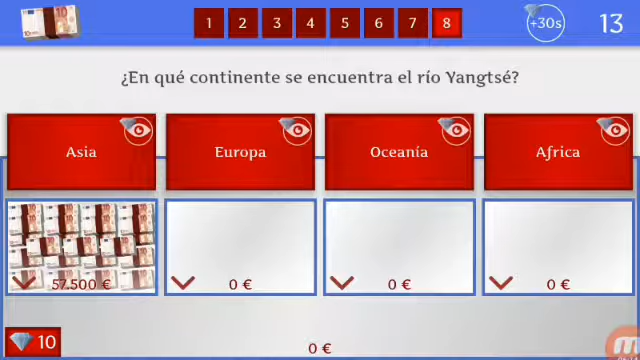 1 2 3 4 5 6 7 8 +30s 13
¿En qué continente se encuentra el río Yangtsé?
Asia Europa Oceanía Africa
57.500 € 0 € 0 € 0 €
10 0 €